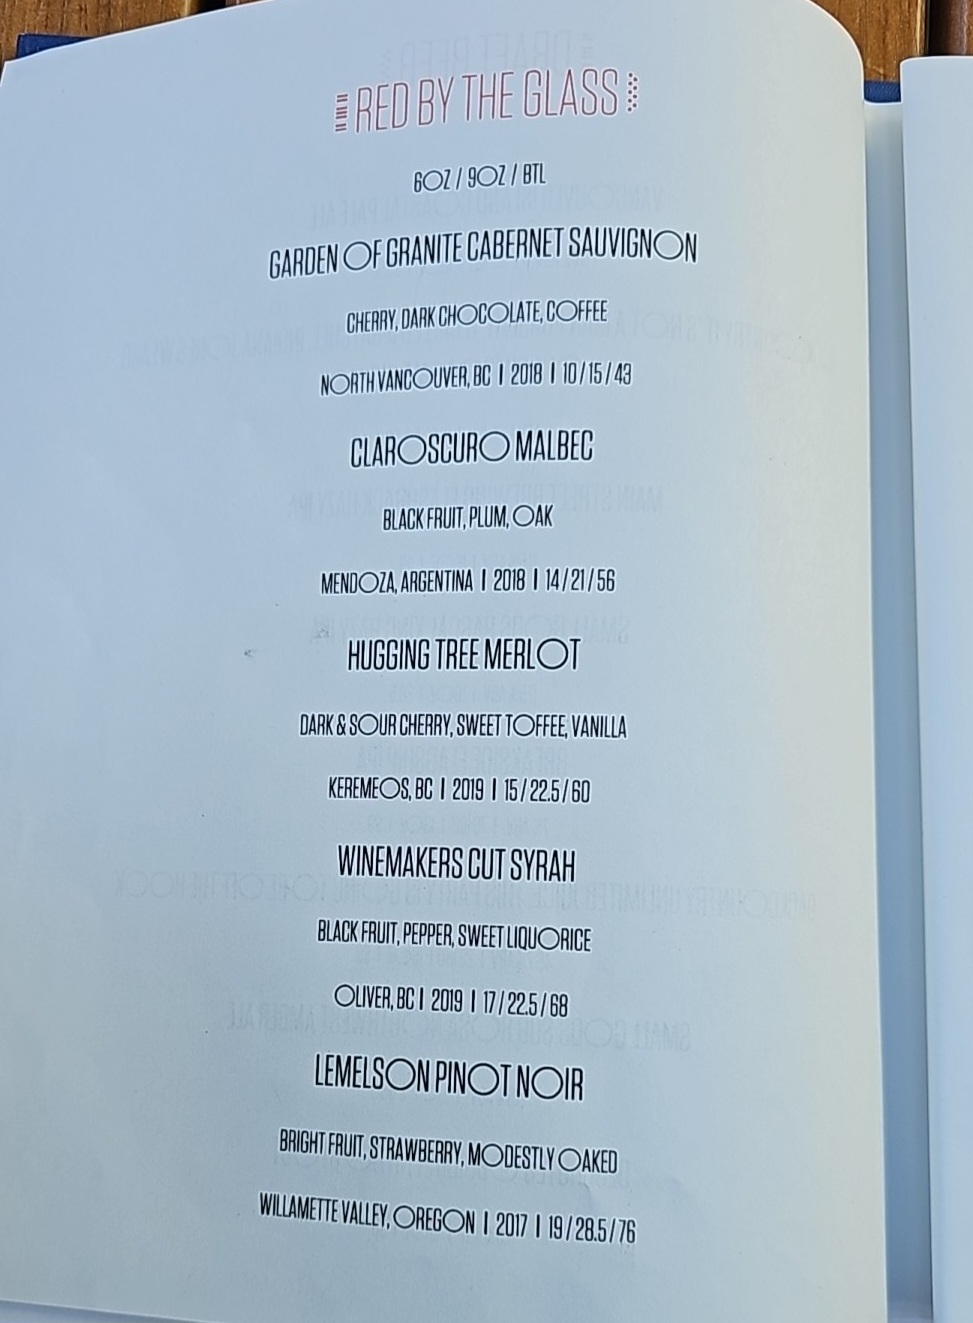 RED BY THE GLASS
6OZ / 9OZ / BTL
GARDEN OF GRANITE CABERNET SAUVIGNON
CHERRY, DARK CHOCOLATE, COFFEE
NORTH VANCOUVER, BC | 2018 | 10/15/43
CLAROSCURO MALBEC
BLACK FRUIT, PLUM, OAK
MENDOZA, ARGENTINA | 2018 | 14/21/56
HUGGING TREE MERLOT
DARK & SOUR CHERRY, SWEET TOFFEE, VANILLA
KEREMEOS, BC | 2019 | 15/22.5/60
WINEMAKERS CUT SYRAH
BLACK FRUIT, PEPPER, SWEET LIQUORICE
OLIVER, BC | 2019 | 17/22.5/68
LEMELSON PINOT NOIR
BRIGHT FRUIT, STRAWBERRY, MODESTLY OAKED
WILLAMETTE VALLEY, OREGON | 2017 | 19/28.5/76